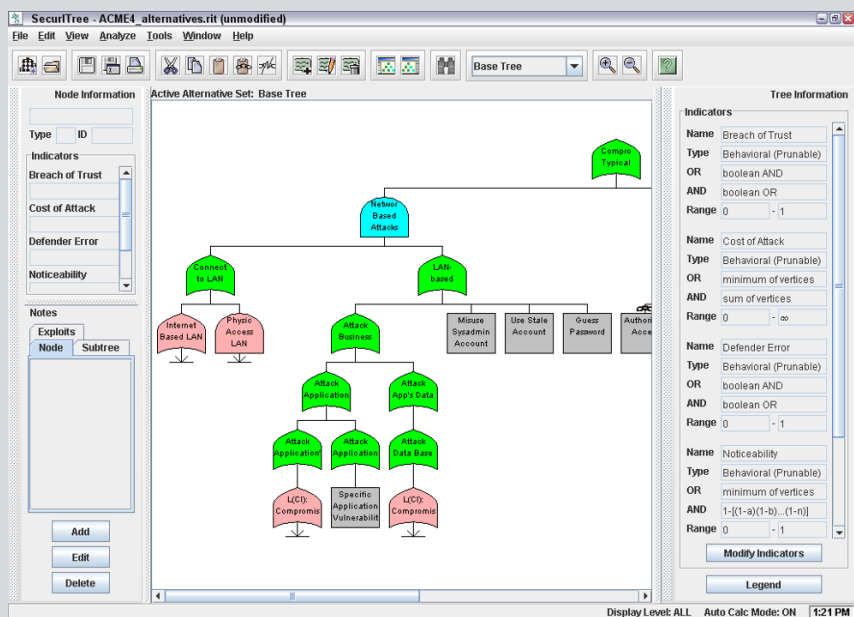 SecurITree - ACME4_alternatives.rit (unmodified)
File Edit View Analyze Tools Window Help
Base Tree
Node Information
Type ID
Indicators
Breach of Trust
Cost of Attack
Defender Error
Noticeability
Notes
Exploits
Node Subtree
Add
Edit
Delete
Active Alternative Set: Base Tree
Compro
Typical
Networ
Based
Attacks
Connect
to LAN
LAN-
based
Internet
Based LAN
Physic
Access
LAN
Attack
Business
Misuse
Sysadmin
Account
Use Stale
Account
Guess
Password
Authori
Acce
Attack
Application
Attack
App's Data
Attack
Application'
Attack
Application
Attack
Data Base
L(CI):
Compromis
Specific
Application
Vulnerabilit
L(CI):
Compromis
Tree Information
Indicators
Name Breach of Trust
Type Behavioral (Prunable)
OR boolean AND
AND boolean OR
Range 0 - 1
Name Cost of Attack
Type Behavioral (Prunable)
OR minimum of vertices
AND sum of vertices
Range 0 - ∞
Name Defender Error
Type Behavioral (Prunable)
OR boolean AND
AND boolean OR
Range 0 - 1
Name Noticeability
Type Behavioral (Prunable)
OR minimum of vertices
AND 1-[(1-a)(1-b)...(1-n)]
Range 0 - 1
Modify Indicators
Legend
Display Level: ALL Auto Calc Mode: ON 1:21 PM